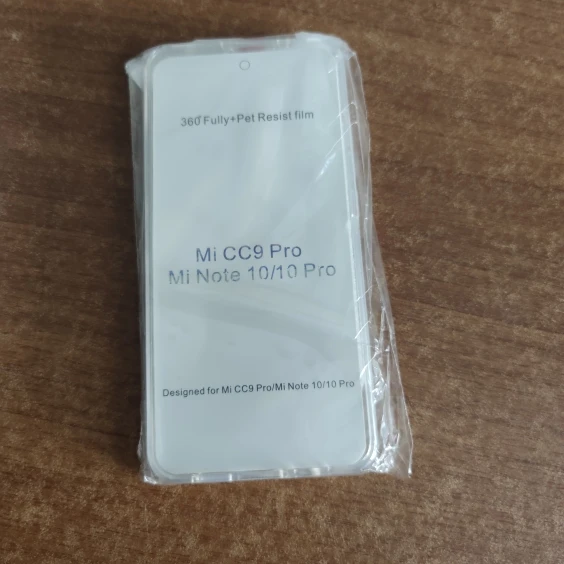 360°Fully+Pet Resist film
Mi CC9 Pro
Mi Note 10/10 Pro
Designed for Mi CC9 Pro/Mi Note 10/10 Pro